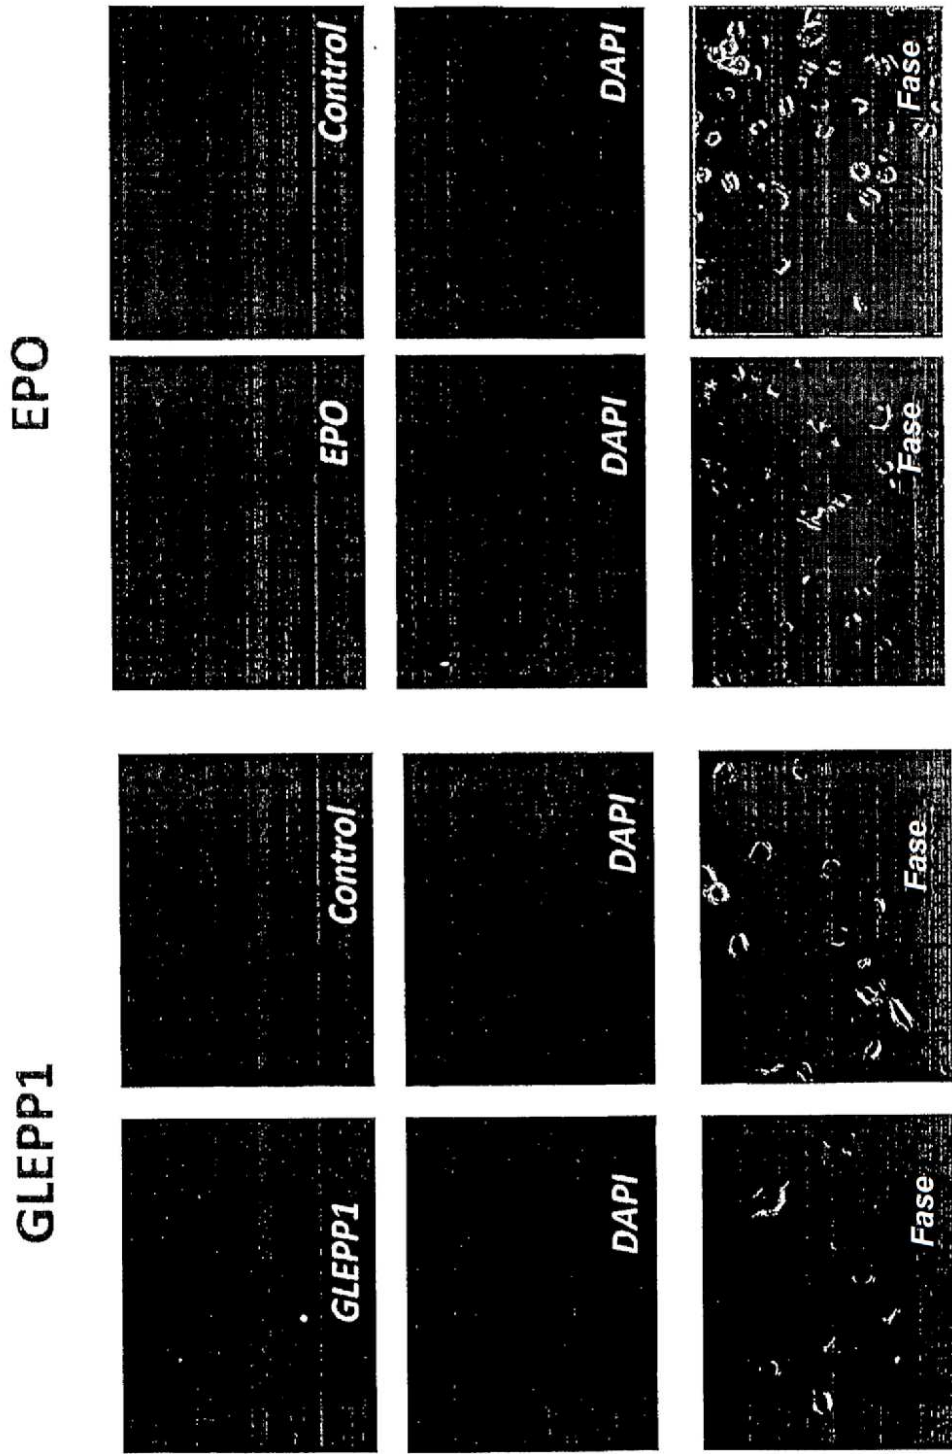 GLEPP1 EPO
GLEPP1 Control EPO Control
DAPI DAPI DAPI DAPI
Fase Fase Fase Fase